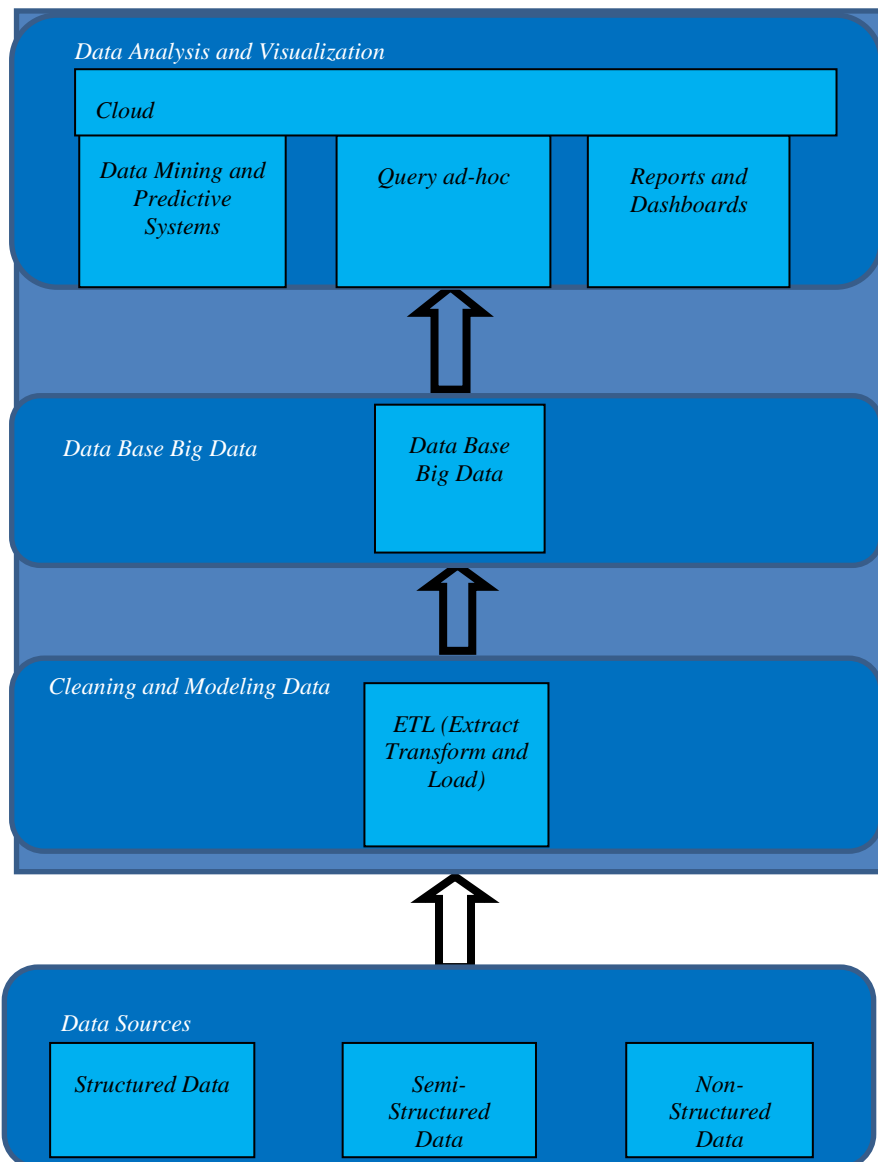 Data Analysis and Visualization
Cloud
Data Mining and
Predictive
Systems
Query ad-hoc
Reports and
Dashboards
Data Base Big Data
Data Base
Big Data
Cleaning and Modeling Data
ETL (Extract
Transform and
Load)
Data Sources
Structured Data
Semi-
Structured
Data
Non-
Structured
Data